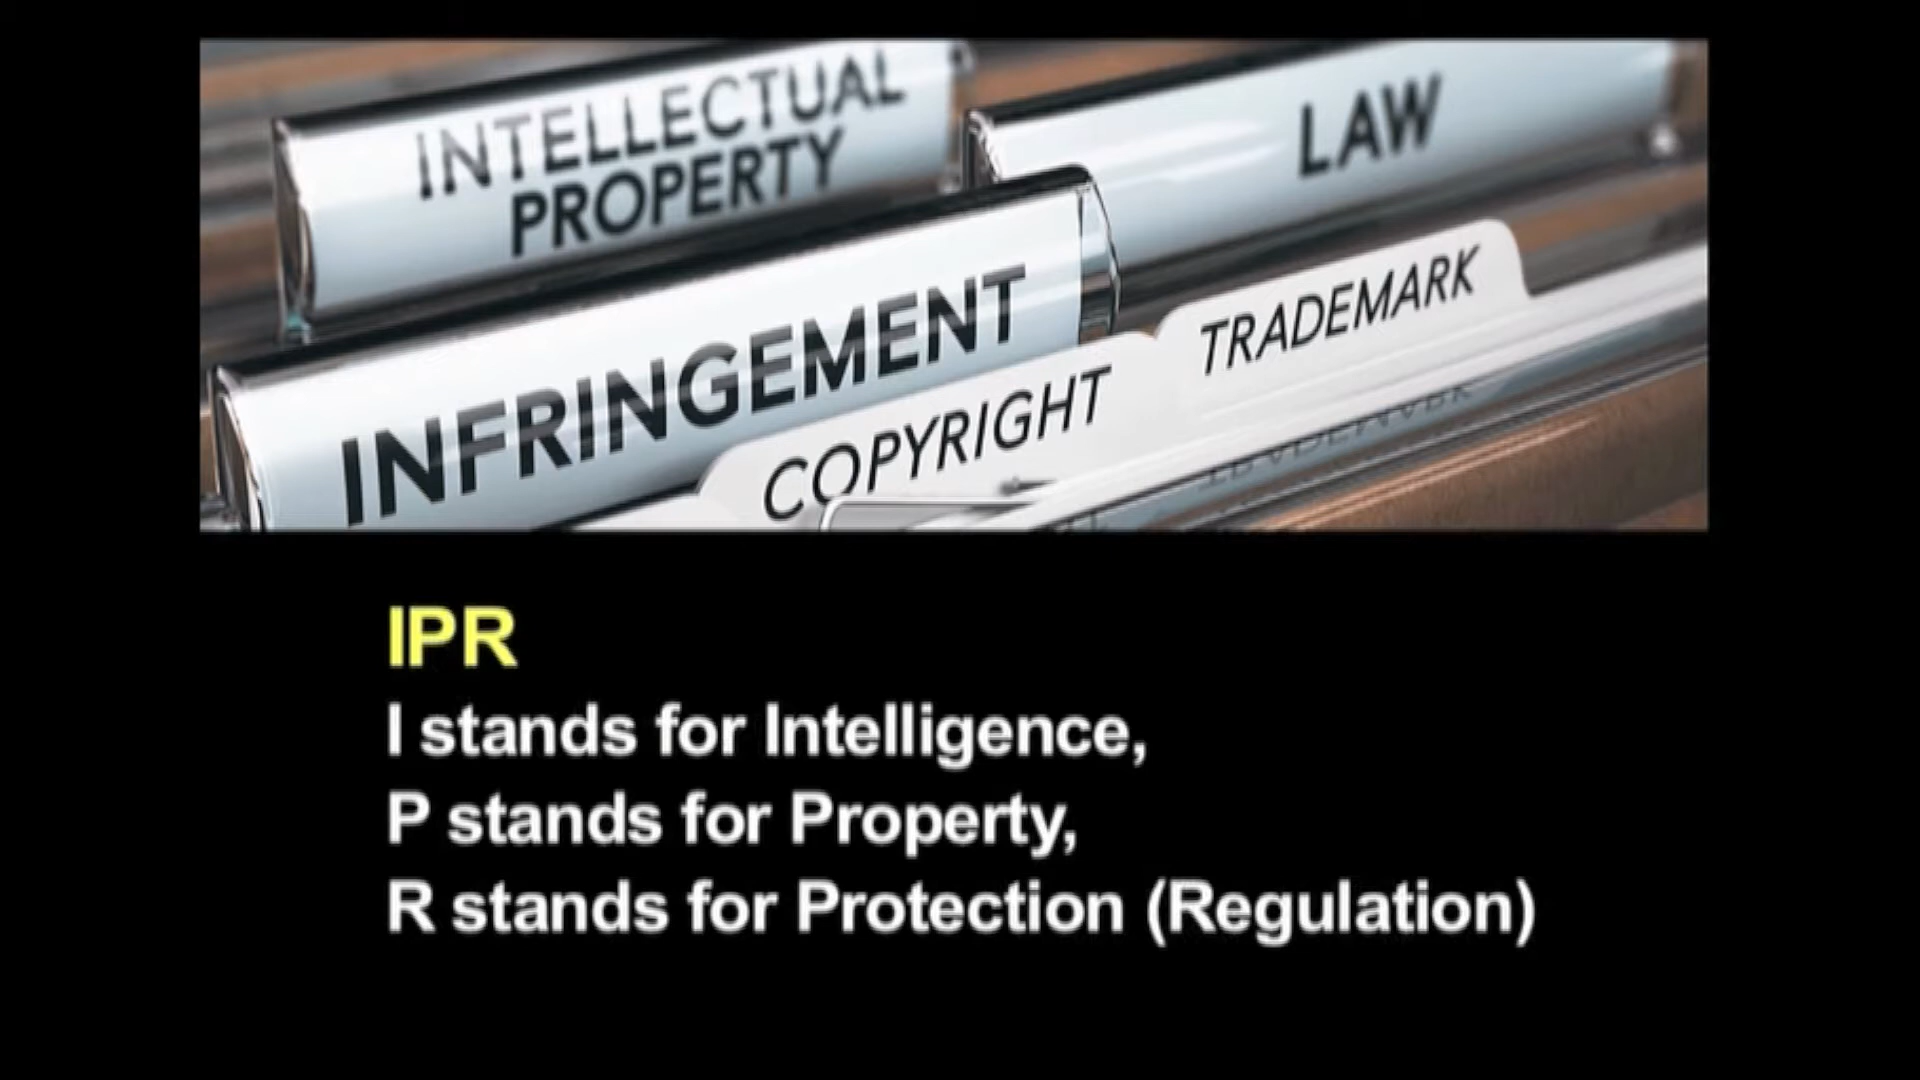 INTELLECTUAL
PROPERTY
LAW
INFRINGEMENT
TRADEMARK
COPYRIGHT
IPR
I stands for Intelligence,
P stands for Property,
R stands for Protection (Regulation)